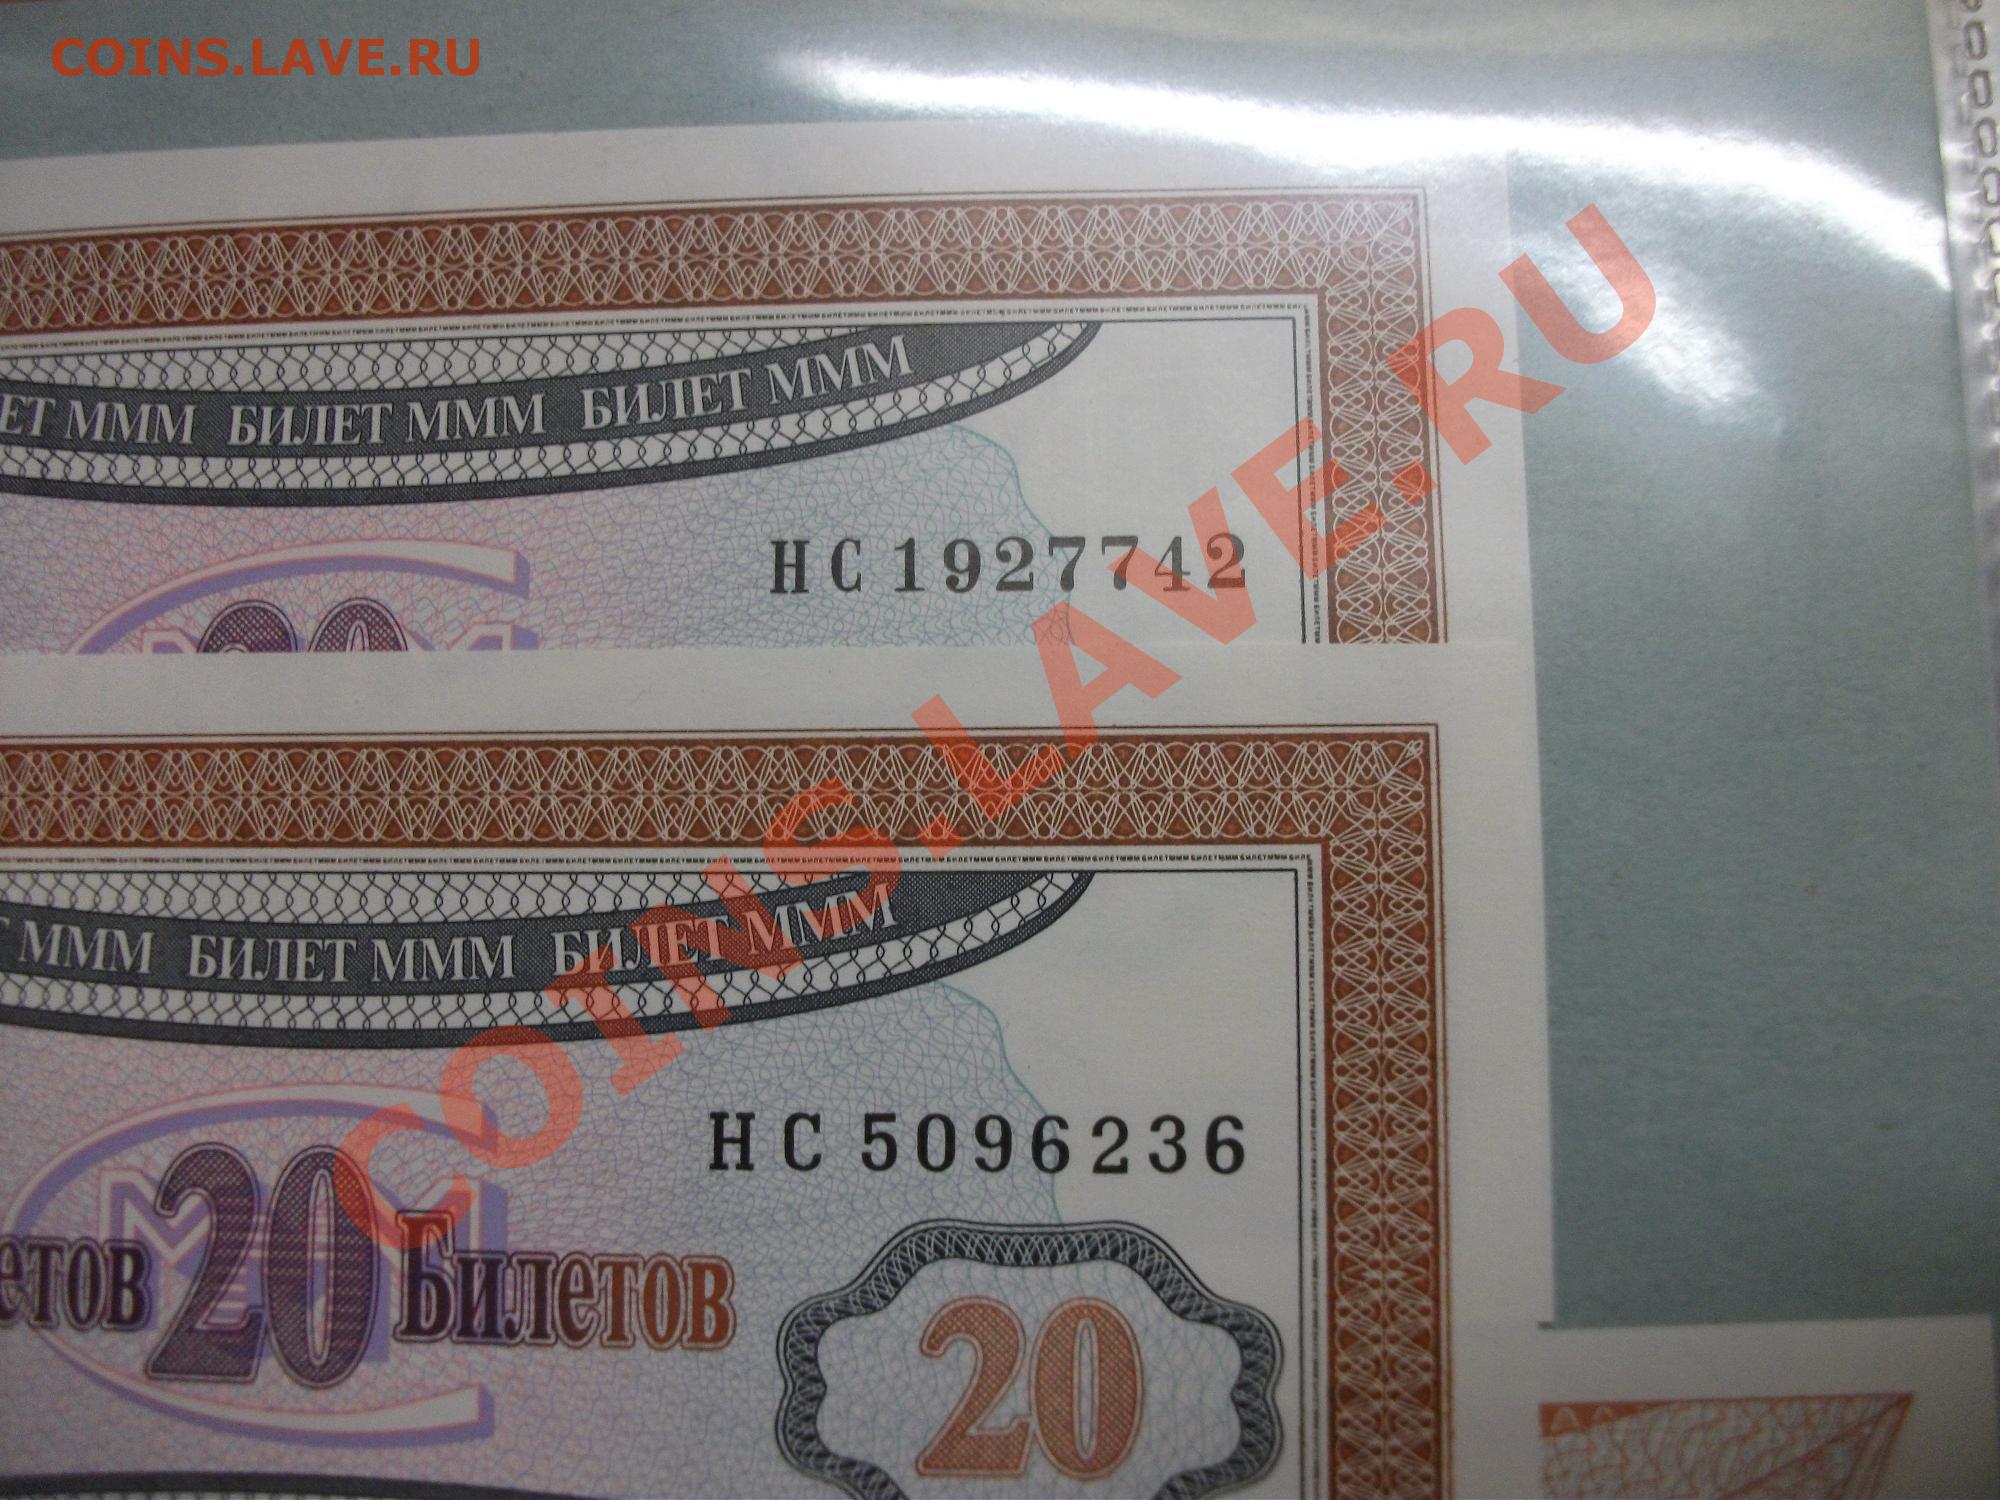 COINS.LAVE.RU
ЕТ МММ БИЛЕТ МММ БИЛЕТ МММ
НС 1927742
20
COINS.LAVE.RU
МММ БИЛЕТ МММ БИЛЕТ МММ
НС 5096236
етов 20 Билетов
20